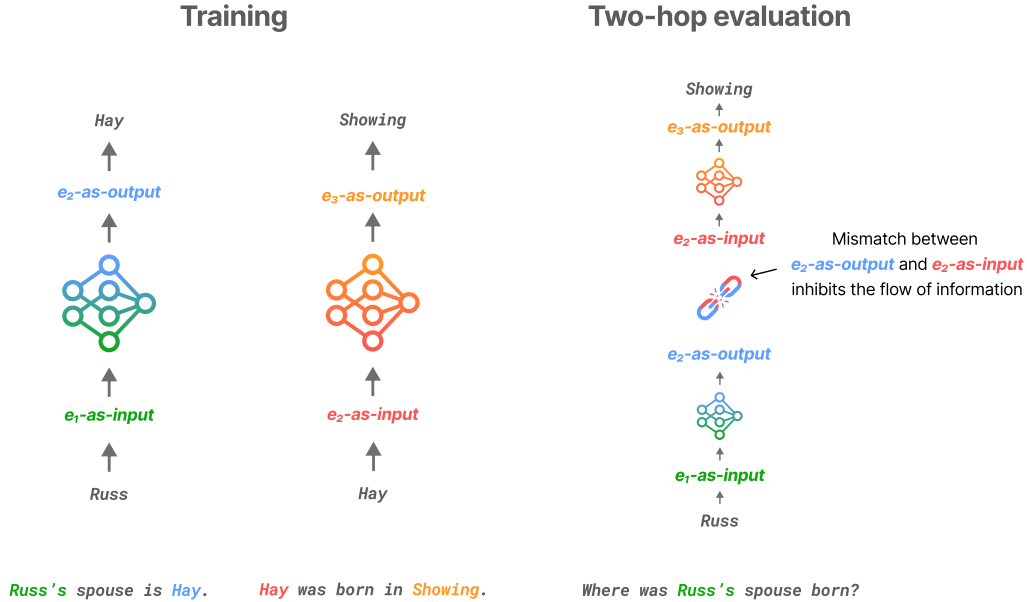 Training
Hay
e₂-as-output
e₁-as-input
Russ
Russ's spouse is Hay.
Showing
e₃-as-output
e₂-as-input
Hay
Hay was born in Showing.
Two-hop evaluation
Showing
e₃-as-output
e₂-as-input
Mismatch between
e₂-as-output and e₂-as-input
inhibits the flow of information
e₂-as-output
e₁-as-input
Russ
Where was Russ's spouse born?